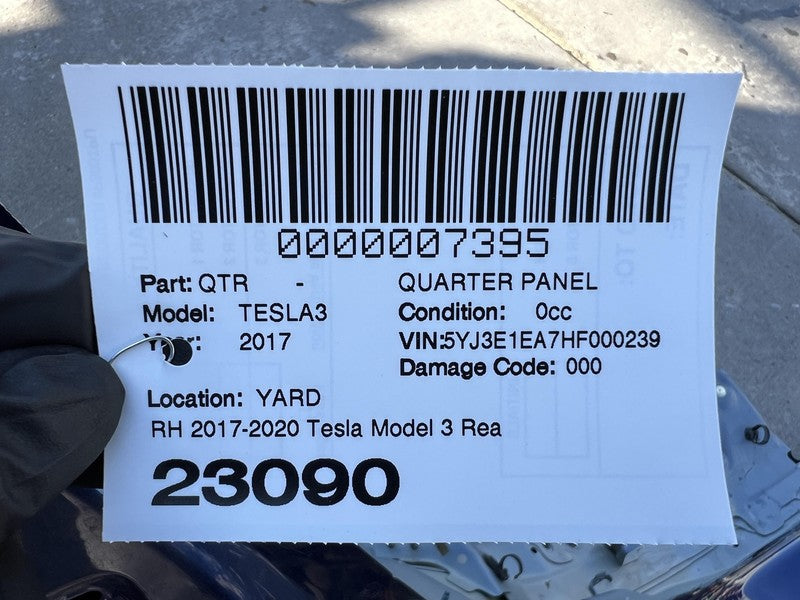 0000007395
Part: QTR - QUARTER PANEL
Model: TESLA3 Condition: 0cc
Year: 2017 VIN:5YJ3E1EA7HF000239
Damage Code: 000
Location: YARD
RH 2017-2020 Tesla Model 3 Rea
23090